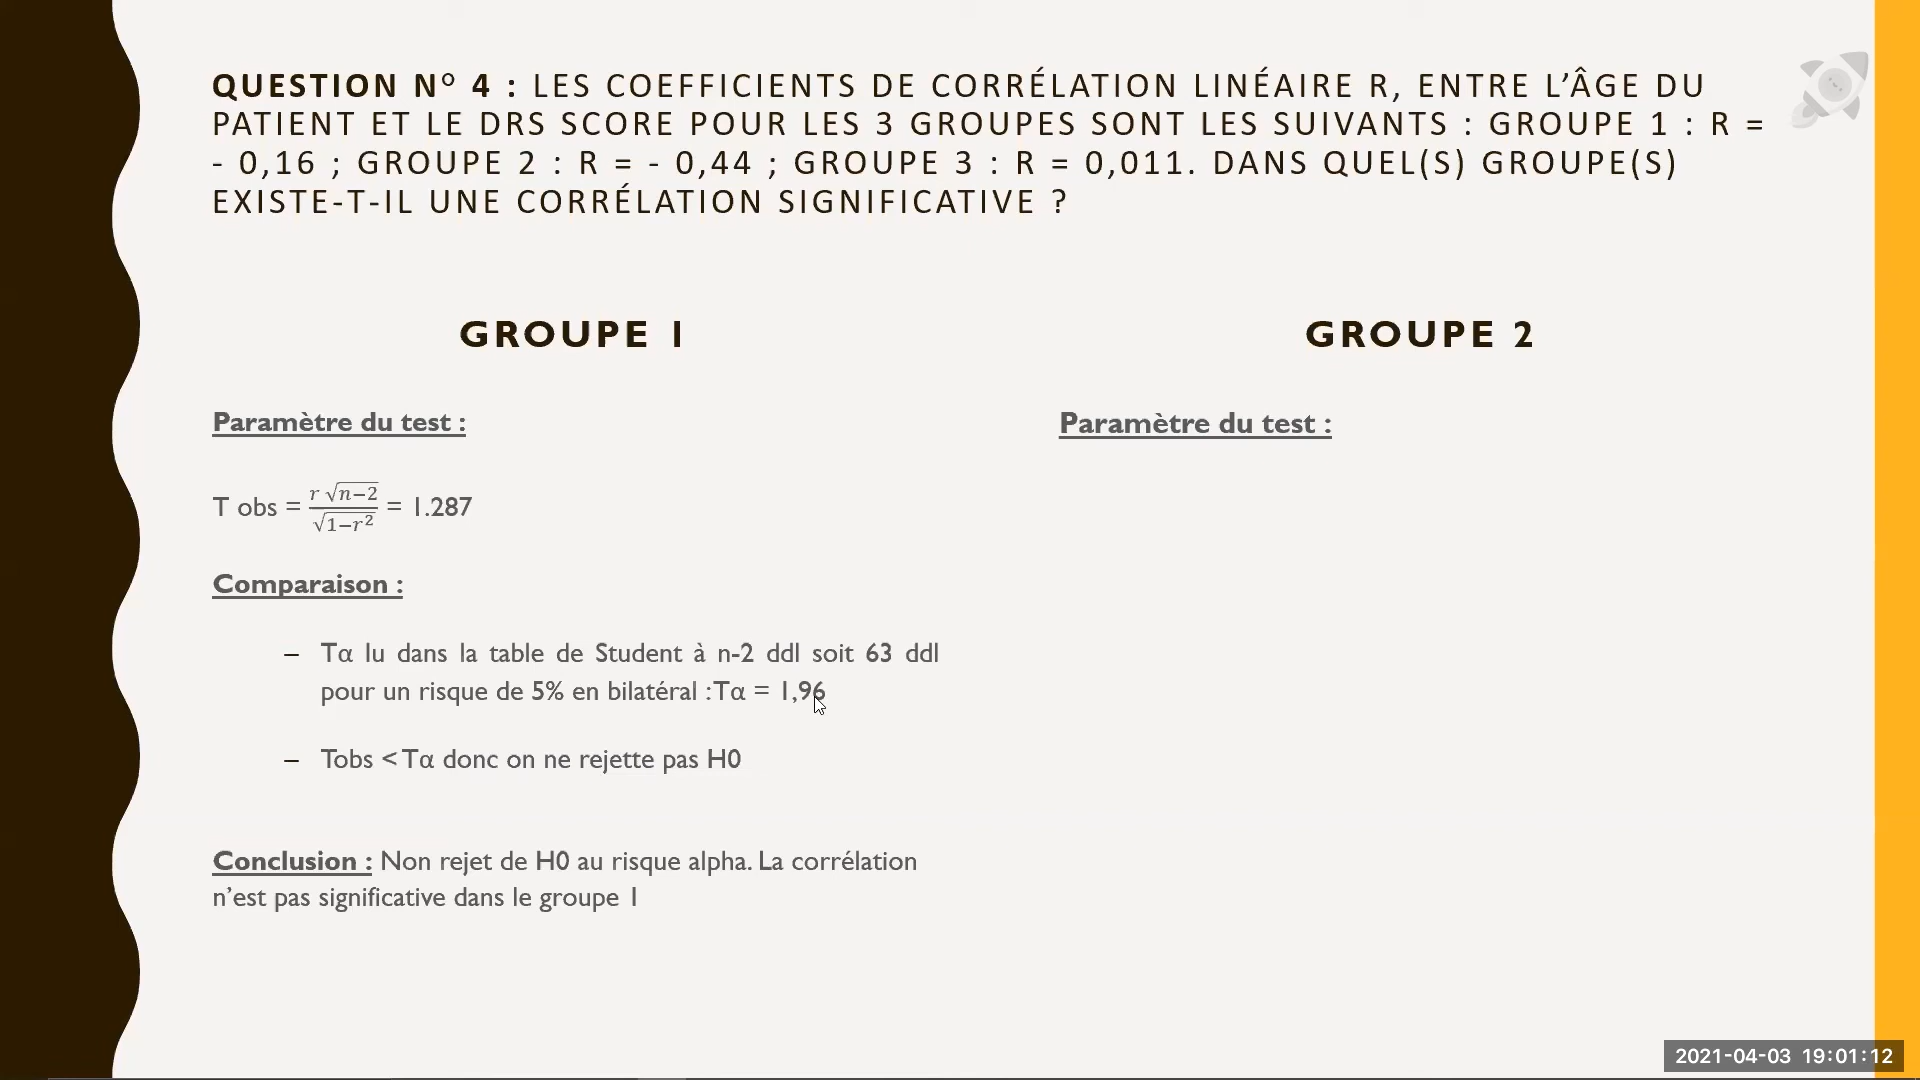 QUESTION N° 4 : LES COEFFICIENTS DE CORRÉLATION LINÉAIRE R, ENTRE L’ÂGE DU
PATIENT ET LE DRS SCORE POUR LES 3 GROUPES SONT LES SUIVANTS : GROUPE 1 : R =
- 0,16 ; GROUPE 2 : R = - 0,44 ; GROUPE 3 : R = 0,011. DANS QUEL(S) GROUPE(S)
EXISTE-T-IL UNE CORRÉLATION SIGNIFICATIVE ?
GROUPE 1
Paramètre du test :
T obs = r √n−2 / √1−r² = 1.287
Comparaison :
– Tα lu dans la table de Student à n-2 ddl soit 63 ddl
pour un risque de 5% en bilatéral : Tα = 1,96
– Tobs < Tα donc on ne rejette pas H0
Conclusion : Non rejet de H0 au risque alpha. La corrélation
n’est pas significative dans le groupe 1
GROUPE 2
Paramètre du test :
2021-04-03 19:01:12